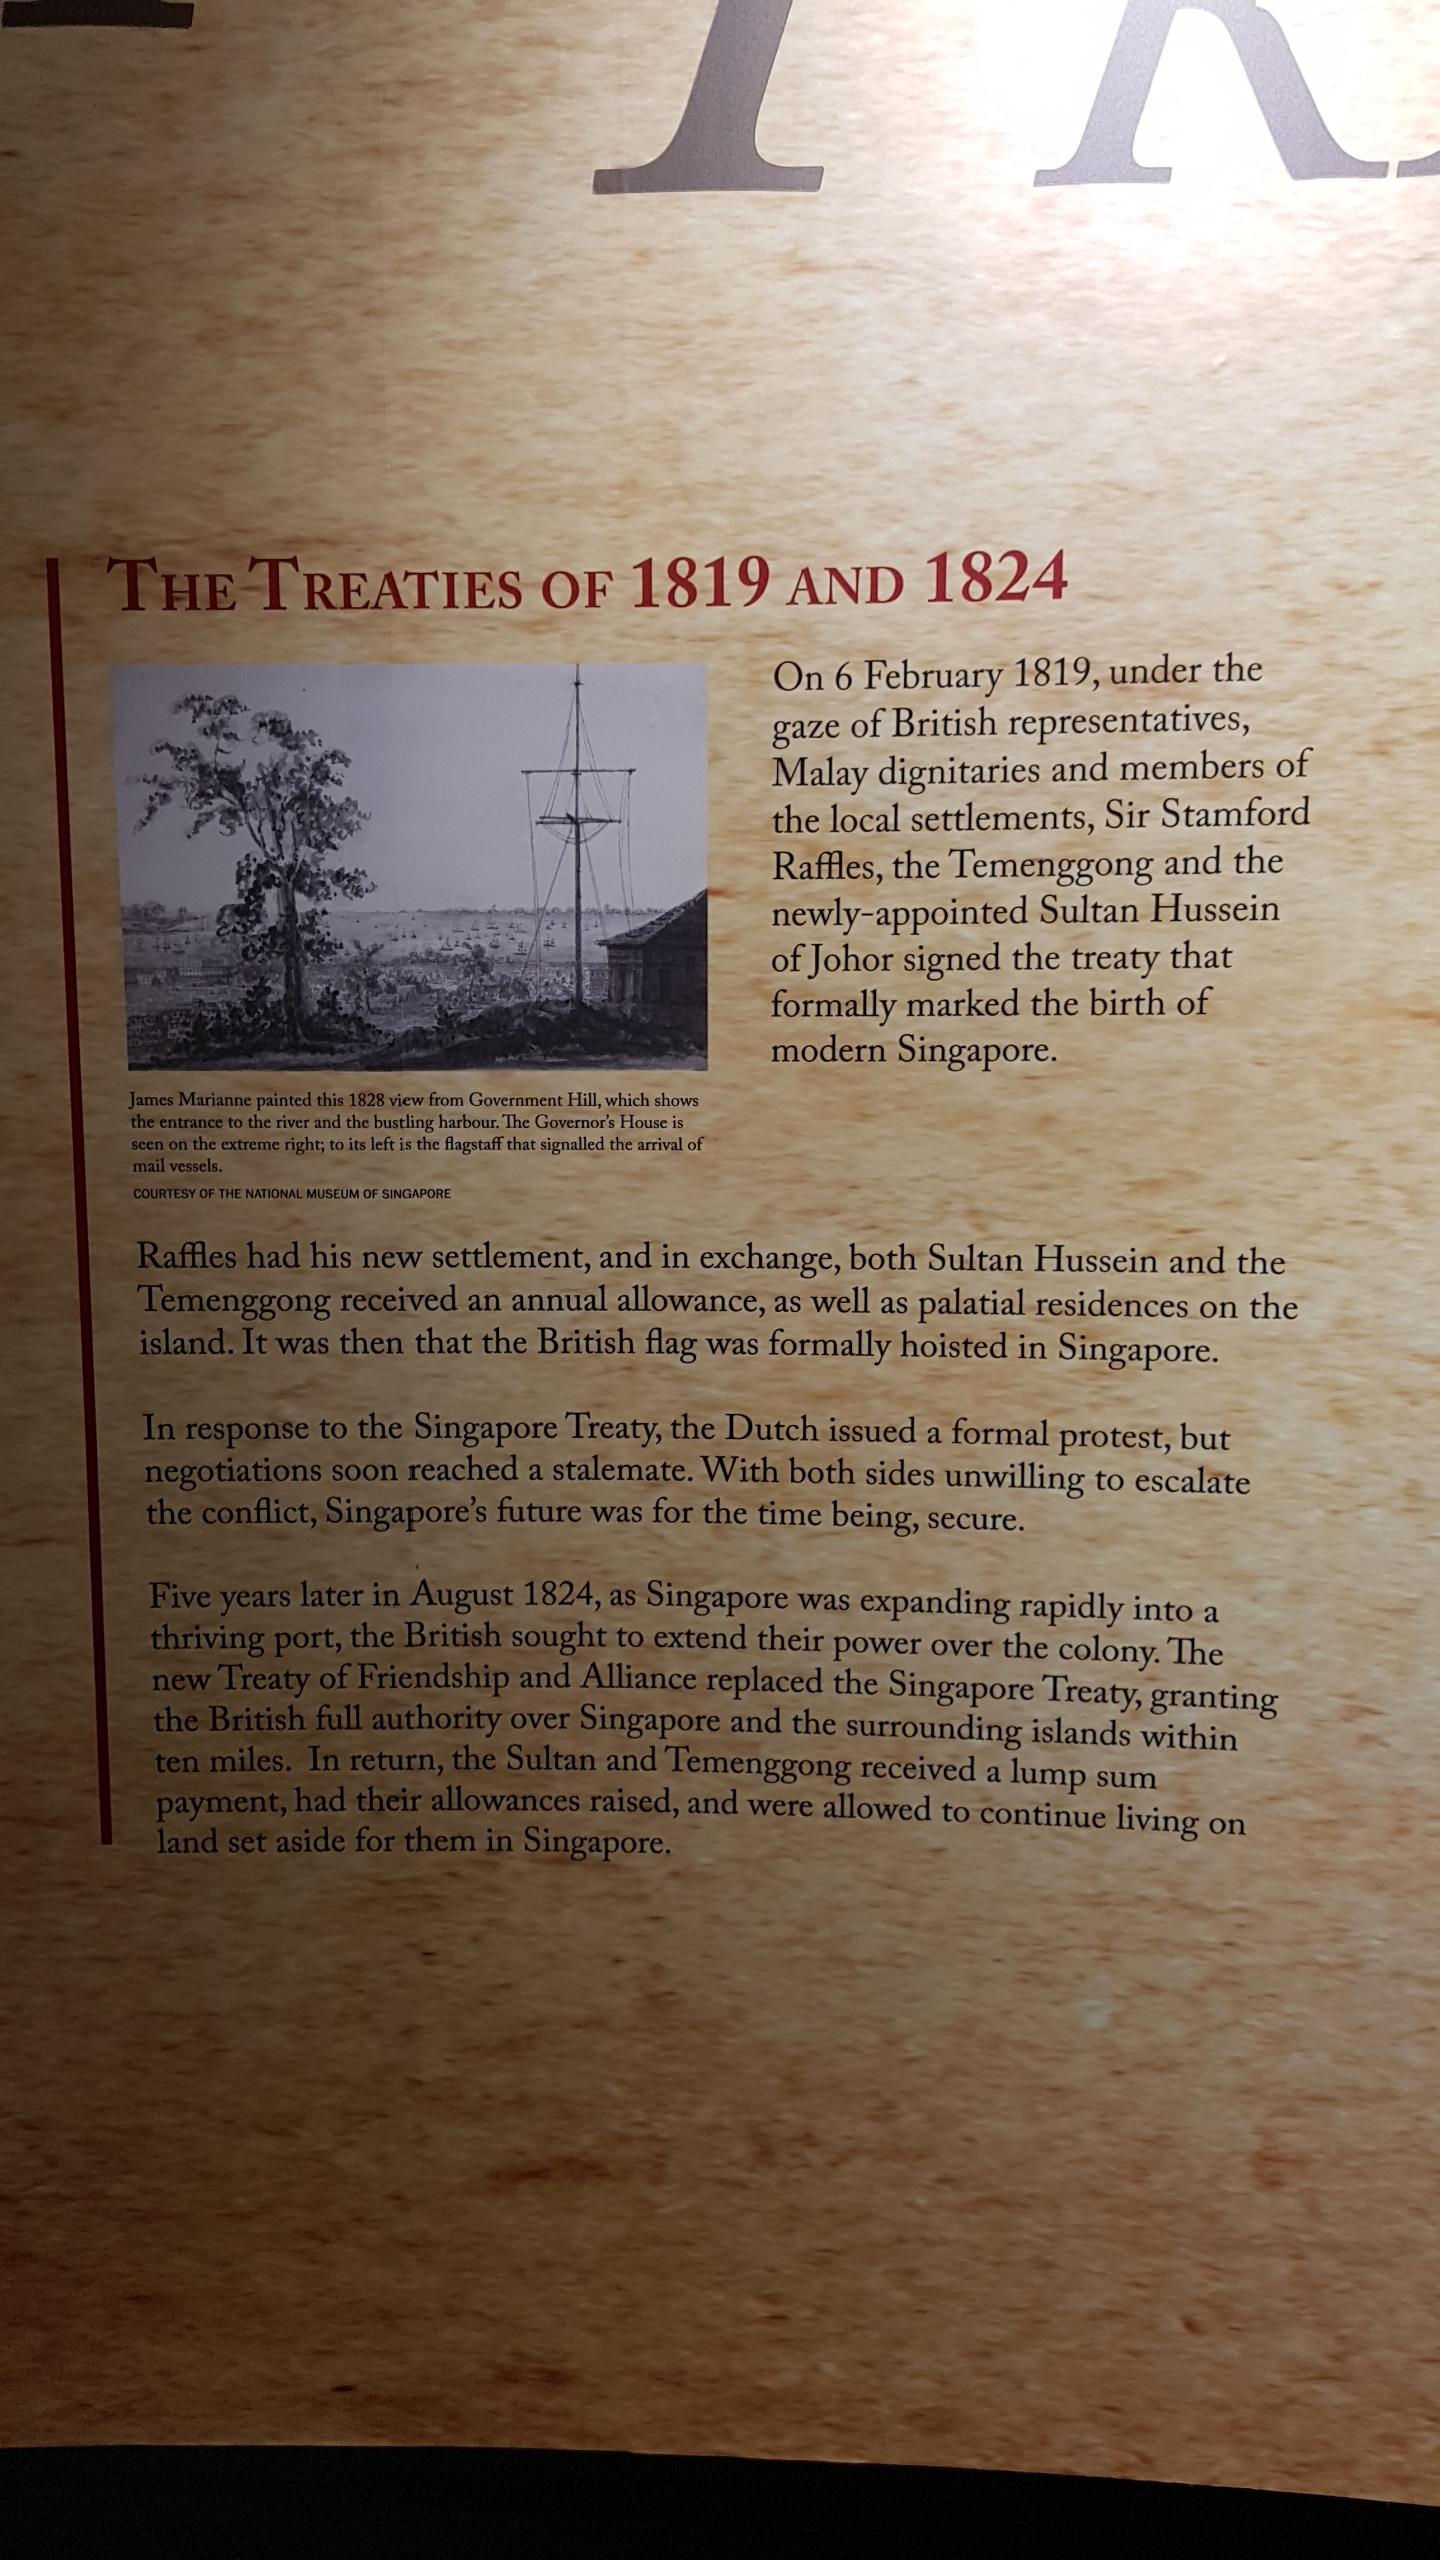 THE TREATIES OF 1819 AND 1824
On 6 February 1819, under the
gaze of British representatives,
Malay dignitaries and members of
the local settlements, Sir Stamford
Raffles, the Temenggong and the
newly-appointed Sultan Hussein
of Johor signed the treaty that
formally marked the birth of
modern Singapore.
James Marianne painted this 1828 view from Government Hill, which shows
the entrance to the river and the bustling harbour. The Governor's House is
seen on the extreme right; to its left is the flagstaff that signalled the arrival of
mail vessels.
COURTESY OF THE NATIONAL MUSEUM OF SINGAPORE
Raffles had his new settlement, and in exchange, both Sultan Hussein and the
Temenggong received an annual allowance, as well as palatial residences on the
island. It was then that the British flag was formally hoisted in Singapore.
In response to the Singapore Treaty, the Dutch issued a formal protest, but
negotiations soon reached a stalemate. With both sides unwilling to escalate
the conflict, Singapore's future was for the time being, secure.
Five years later in August 1824, as Singapore was expanding rapidly into a
thriving port, the British sought to extend their power over the colony. The
new Treaty of Friendship and Alliance replaced the Singapore Treaty, granting
the British full authority over Singapore and the surrounding islands within
ten miles. In return, the Sultan and Temenggong received a lump sum
payment, had their allowances raised, and were allowed to continue living on
land set aside for them in Singapore.